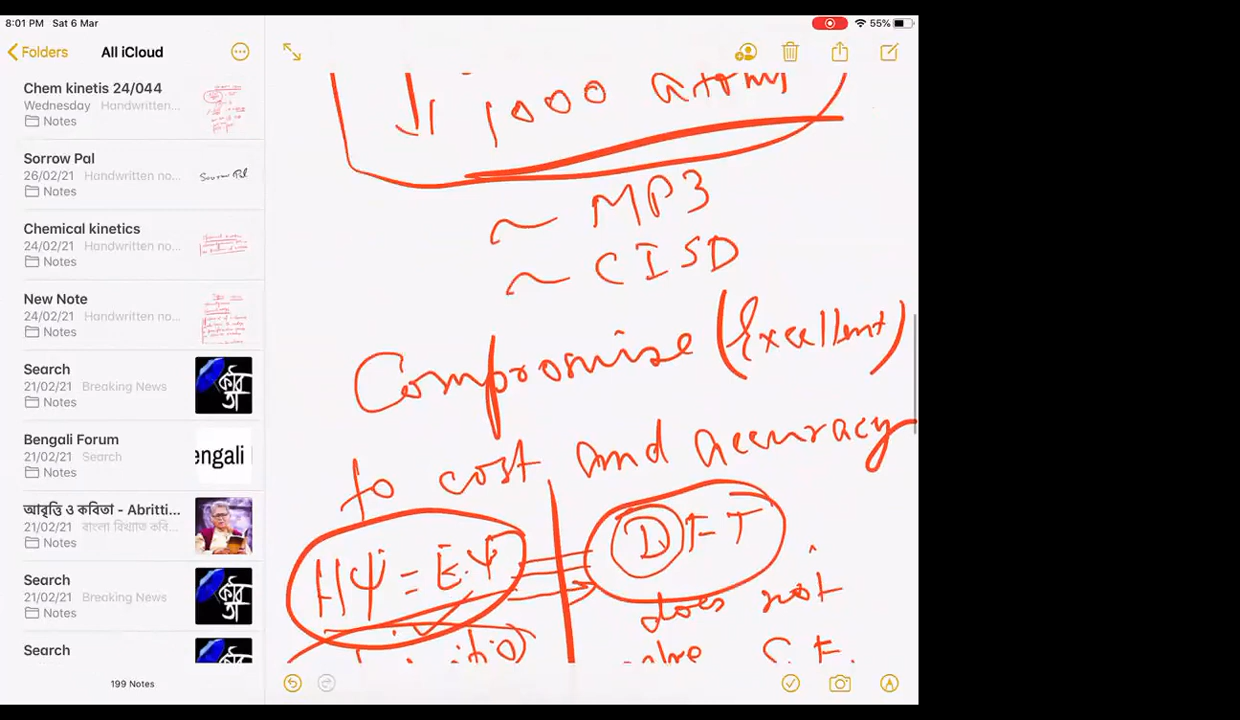 8:01 PM Sat 6 Mar
55%
Folders
All iCloud
Chem kinetis 24/044
Wednesday Handwritten...
Notes
Sorrow Pal
26/02/21 Handwritten no...
Notes
Sorrow Pal
Chemical kinetics
24/02/21 Handwritten no...
Notes
New Note
24/02/21 Handwritten no...
Notes
Search
21/02/21 Breaking News
Notes
Bengali Forum
21/02/21 Search
Notes
engali
আবৃত্তি ও কবিতা - Abritti...
21/02/21 বাংলা বিখ্যাত কবি...
Notes
Search
21/02/21 Breaking News
Notes
Search
199 Notes
1000 atoms
~ MP3
~ CISD
Compromise (Excellent)
to cost and accuracy
HΨ = E.Ψ
DFT
does not
S.E.